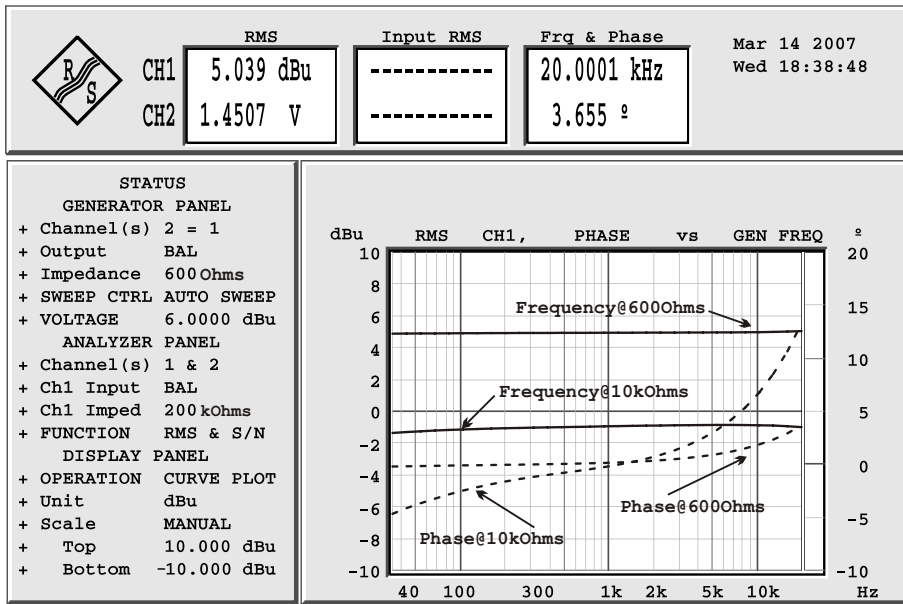 RMS Input RMS Frq & Phase
Mar 14 2007
Wed 18:38:48
R
S
CH1 5.039 dBu ---------- 20.0001 kHz
CH2 1.4507 V ---------- 3.655 º
STATUS
GENERATOR PANEL
+ Channel(s) 2 = 1
+ Output BAL
+ Impedance 600 Ohms
+ SWEEP CTRL AUTO SWEEP
+ VOLTAGE 6.0000 dBu
ANALYZER PANEL
+ Channel(s) 1 & 2
+ Ch1 Input BAL
+ Ch1 Imped 200 kOhms
+ FUNCTION RMS & S/N
DISPLAY PANEL
+ OPERATION CURVE PLOT
+ Unit dBu
+ Scale MANUAL
+ Top 10.000 dBu
+ Bottom -10.000 dBu
dBu RMS CH1, PHASE vs GEN FREQ º
10 20
8
6 15
Frequency@600Ohms
4 10
2
Frequency@10kOhms
0 5
-2
-4 0
-6 -5
Phase@600Ohms
-8
Phase@10kOhms
-10 -10
40 100 300 1k 2k 5k 10k Hz